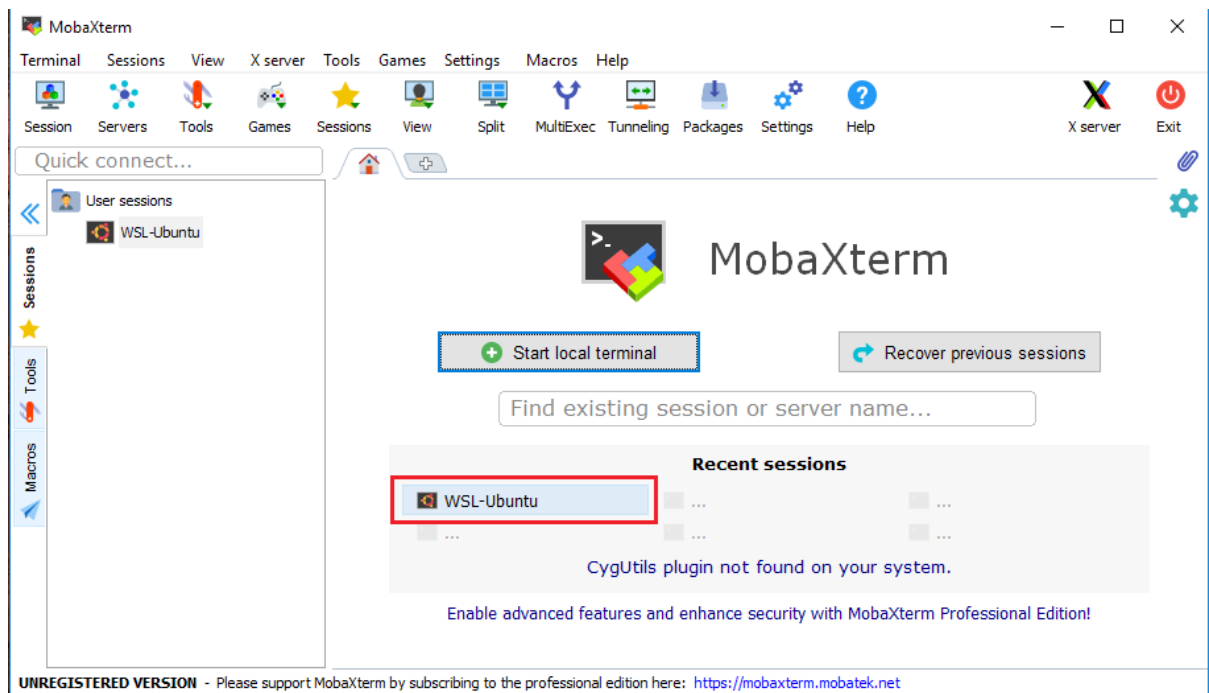 MobaXterm
Terminal Sessions View X server Tools Games Settings Macros Help
Session Servers Tools Games Sessions View Split MultiExec Tunneling Packages Settings Help X server Exit
Quick connect...
User sessions
WSL-Ubuntu
Sessions
Tools
Macros
>_
MobaXterm
Start local terminal Recover previous sessions
Find existing session or server name...
Recent sessions
WSL-Ubuntu ... ...
... ... ...
CygUtils plugin not found on your system.
Enable advanced features and enhance security with MobaXterm Professional Edition!
UNREGISTERED VERSION - Please support MobaXterm by subscribing to the professional edition here: https://mobaxterm.mobatek.net